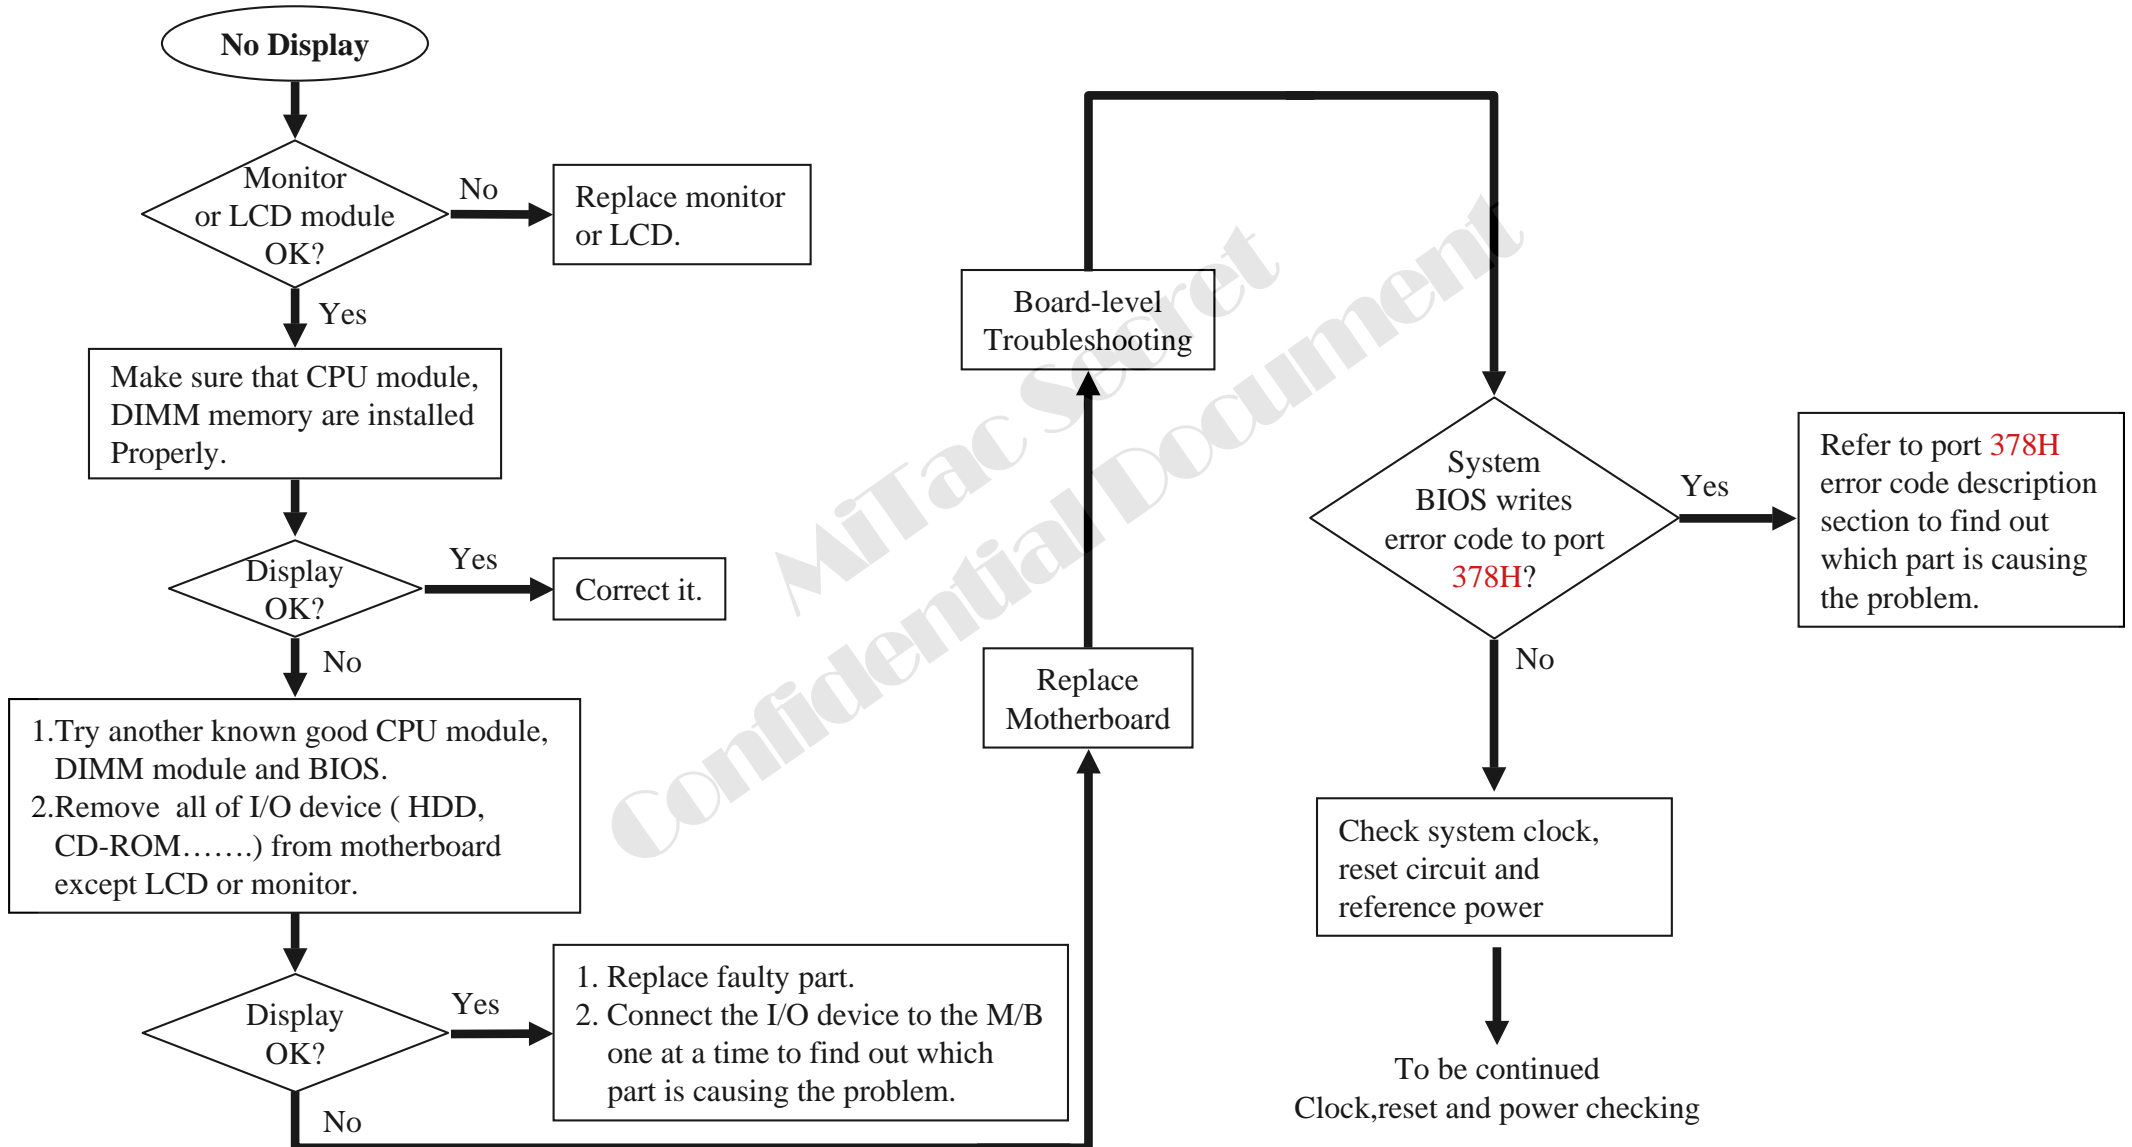 No Display
Monitor
or LCD module
OK?
No
Replace monitor
or LCD.
Yes
Make sure that CPU module,
DIMM memory are installed
Properly.
Display
OK?
Yes
Correct it.
No
1.Try another known good CPU module,
DIMM module and BIOS.
2.Remove  all of I/O device ( HDD,
CD-ROM…….) from motherboard
except LCD or monitor.
Display
OK?
Yes
1. Replace faulty part.
2. Connect the I/O device to the M/B
one at a time to find out which
part is causing the problem.
No
Replace
Motherboard
Board-level
Troubleshooting
System
BIOS writes
error code to port
378H?
Yes
Refer to port 378H
error code description
section to find out
which part is causing
the problem.
No
Check system clock,
reset circuit and
reference power
To be continued
Clock,reset and power checking
MiTac Secret
Confidential Document